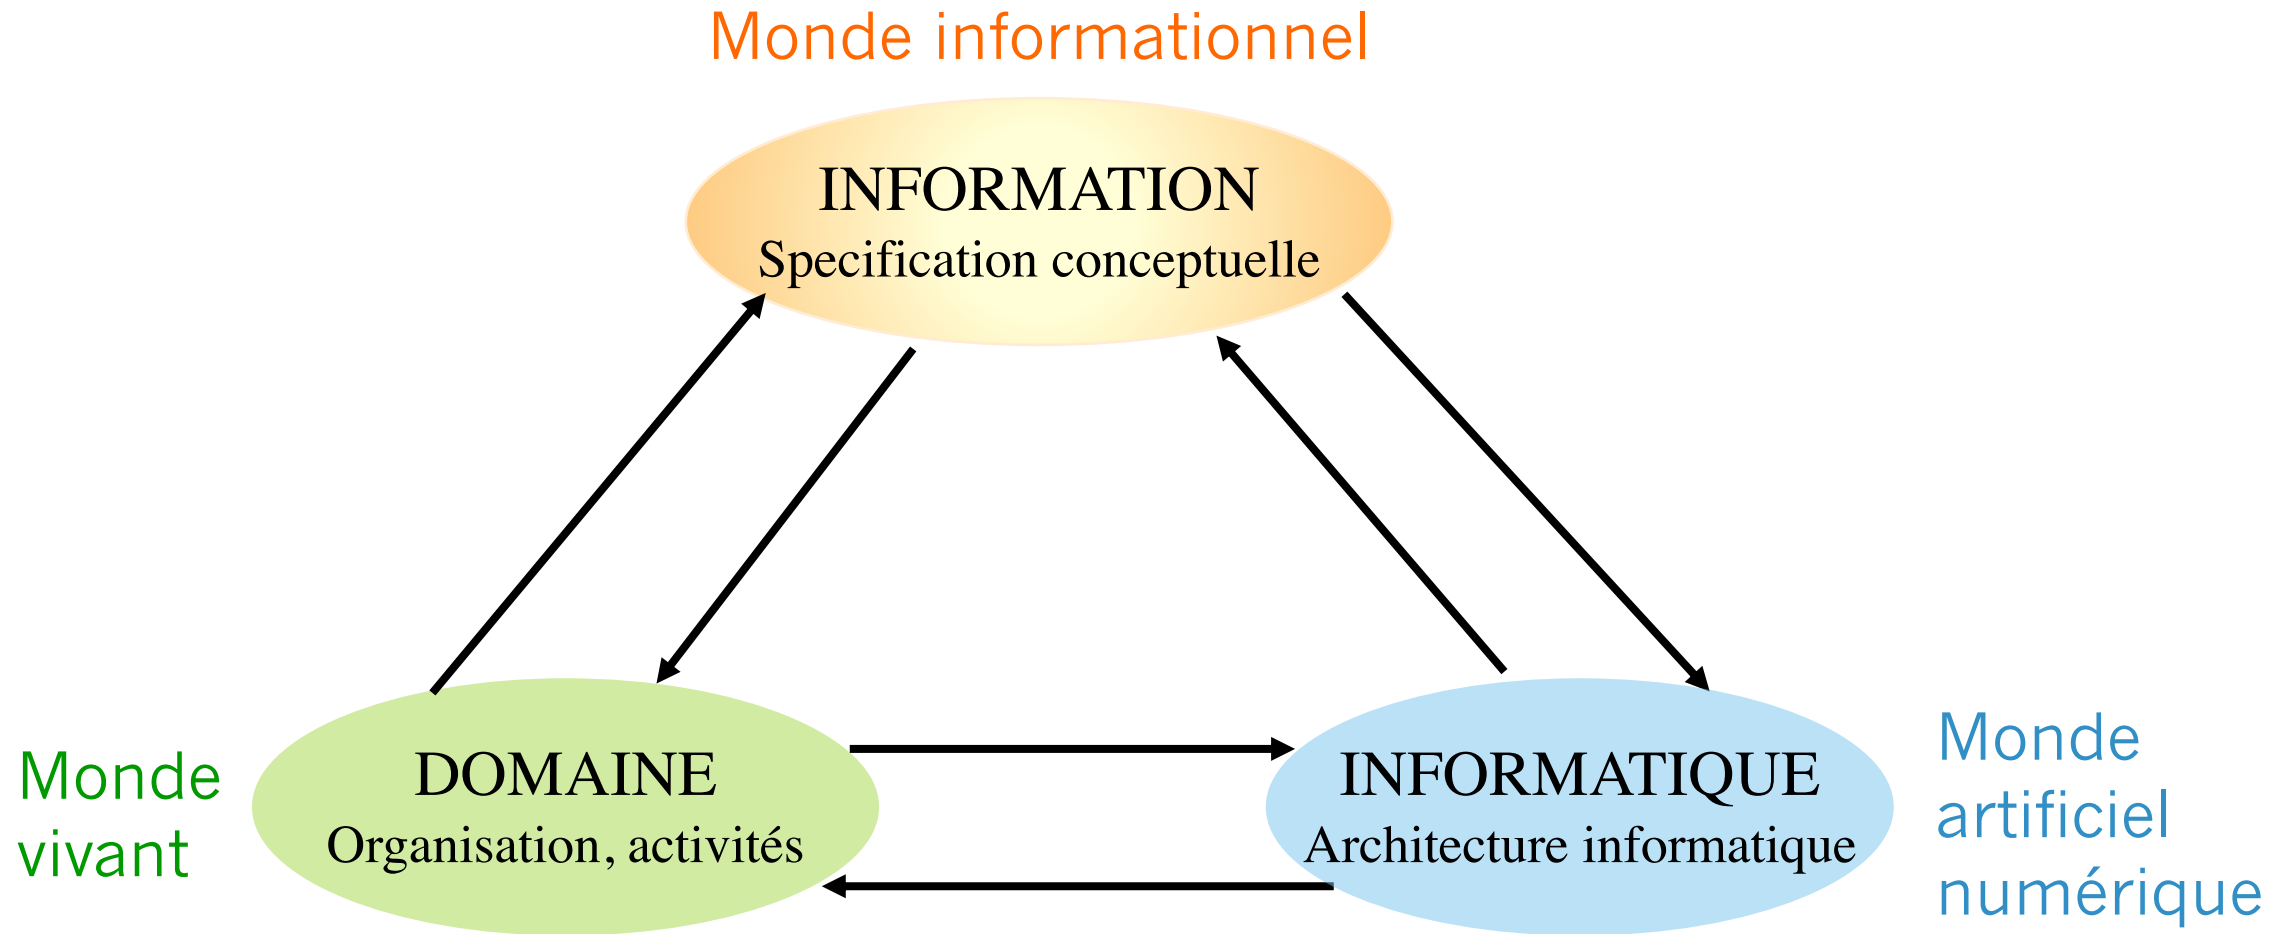 Monde informationnel
INFORMATION
Specification conceptuelle
Monde
vivant
DOMAINE
Organisation, activités
INFORMATIQUE
Architecture informatique
Monde
artificiel
numérique